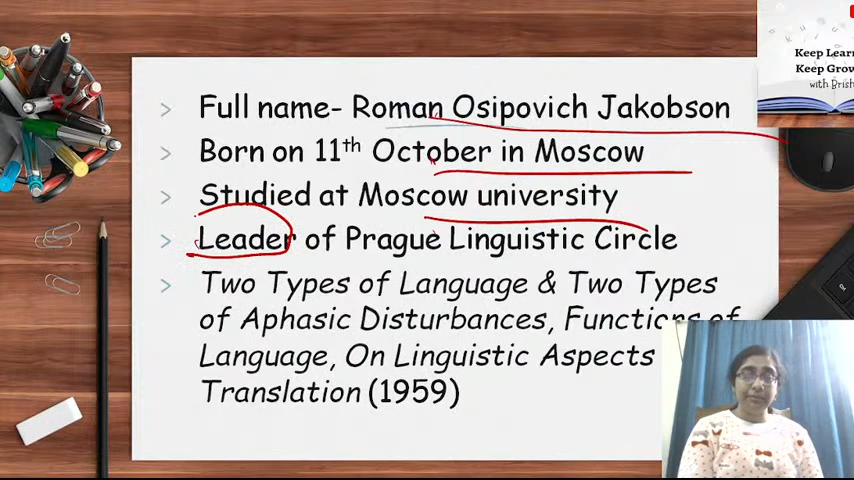 Keep Lear
Keep Grow
with Brish
> Full name- Roman Osipovich Jakobson
> Born on 11th October in Moscow
> Studied at Moscow university
> Leader of Prague Linguistic Circle
> Two Types of Language & Two Types
of Aphasic Disturbances, Functions of
Language, On Linguistic Aspects
Translation (1959)